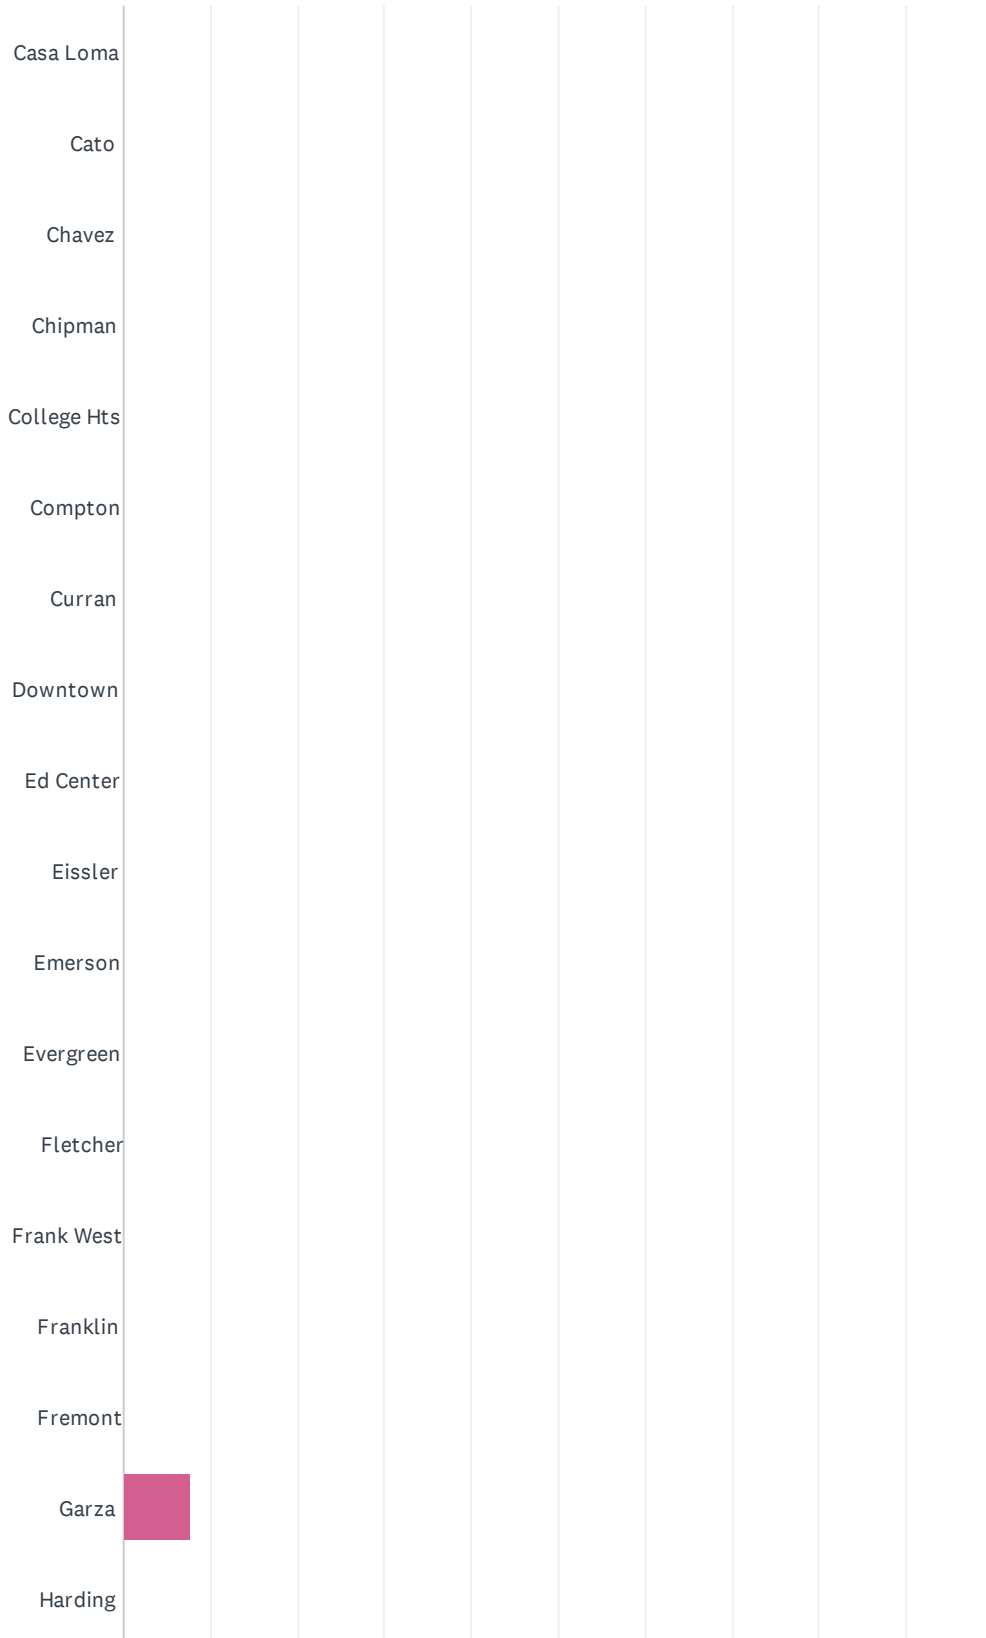 Casa Loma
Cato
Chavez
Chipman
College Hts
Compton
Curran
Downtown
Ed Center
Eissler
Emerson
Evergreen
Fletcher
Frank West
Franklin
Fremont
Garza
Harding